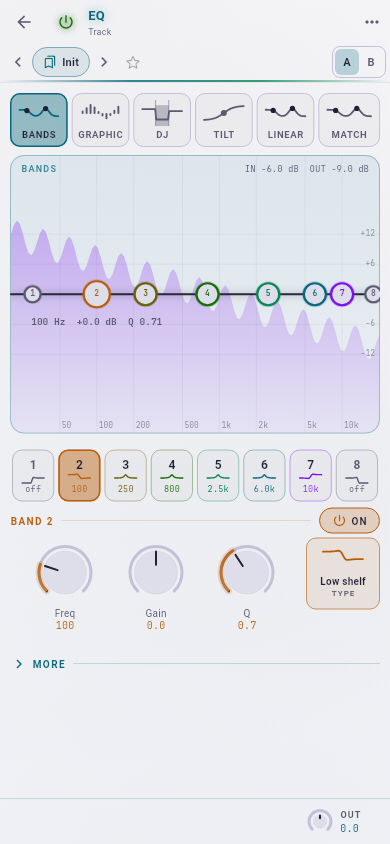 EQ
Track
Init
A B
BANDS GRAPHIC DJ TILT LINEAR MATCH
BANDS IN -6.0 dB OUT -9.0 dB
+12
+6
1 2 3 4 5 6 7 8
100 Hz +0.0 dB Q 0.71
-6
-12
50 100 200 500 1k 2k 5k 10k
1 2 3 4 5 6 7 8
off 100 250 800 2.5k 6.0k 10k off
BAND 2 ON
Low shelf
TYPE
Freq Gain Q
100 0.0 0.7
MORE
OUT
0.0